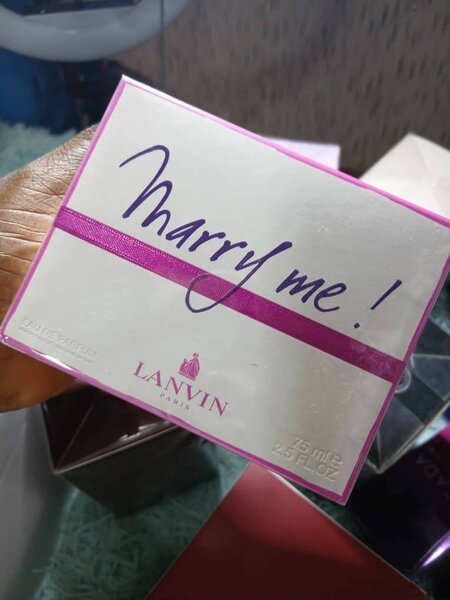 Marry me!
EAU DE PARFUM
LANVIN
PARIS
75 ml e
2.5 FL.OZ